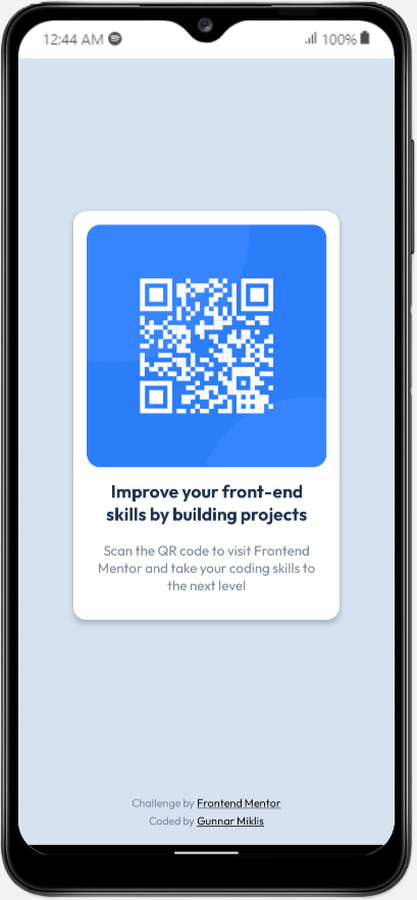 12:44 AM
100%
Improve your front-end
skills by building projects
Scan the QR code to visit Frontend
Mentor and take your coding skills to
the next level
Challenge by Frontend Mentor
Coded by Gunnar Miklis